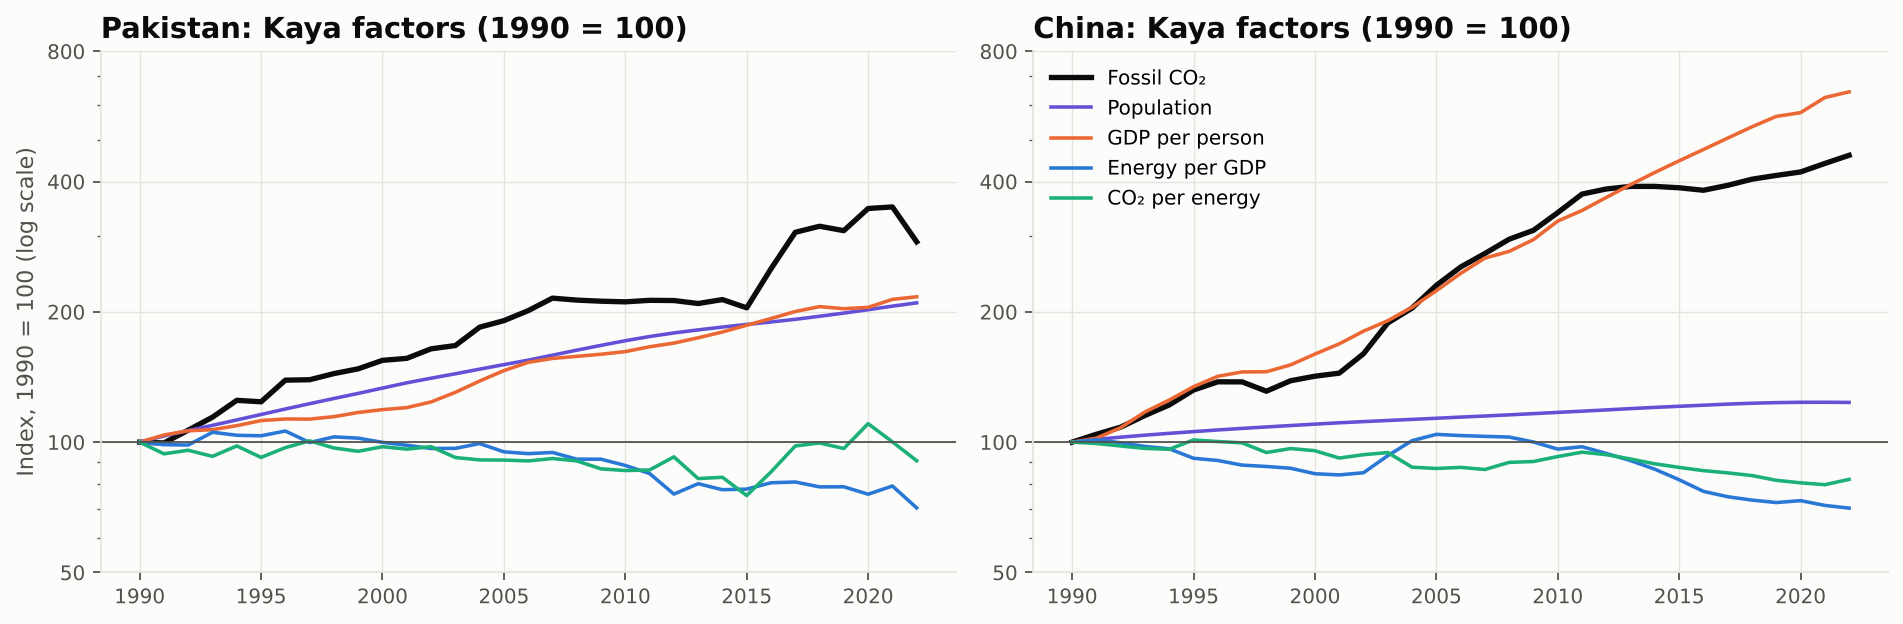 Pakistan: Kaya factors (1990 = 100)
Index, 1990 = 100 (log scale)
800
400
200
100
50
1990 1995 2000 2005 2010 2015 2020
China: Kaya factors (1990 = 100)
800
400
200
100
50
Fossil CO₂
Population
GDP per person
Energy per GDP
CO₂ per energy
1990 1995 2000 2005 2010 2015 2020